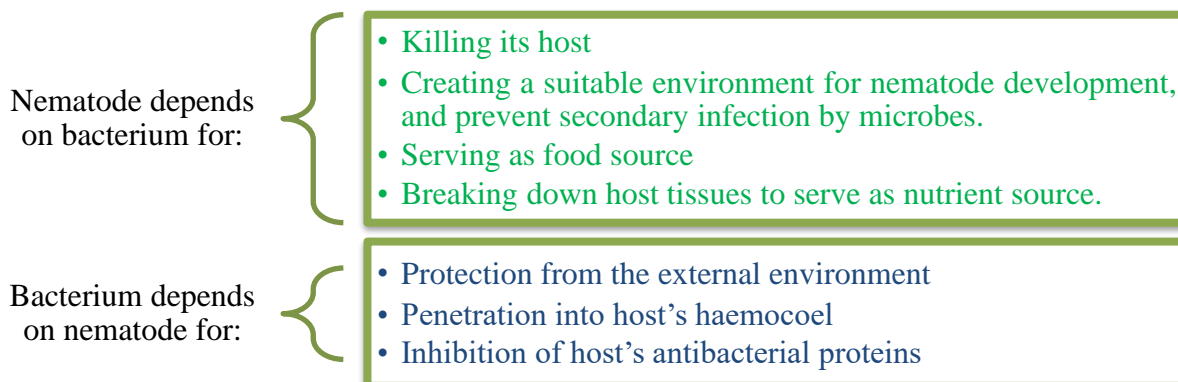 Nematode depends
on bacterium for:
• Killing its host
• Creating a suitable environment for nematode development,
and prevent secondary infection by microbes.
• Serving as food source
• Breaking down host tissues to serve as nutrient source.
Bacterium depends
on nematode for:
• Protection from the external environment
• Penetration into host’s haemocoel
• Inhibition of host’s antibacterial proteins